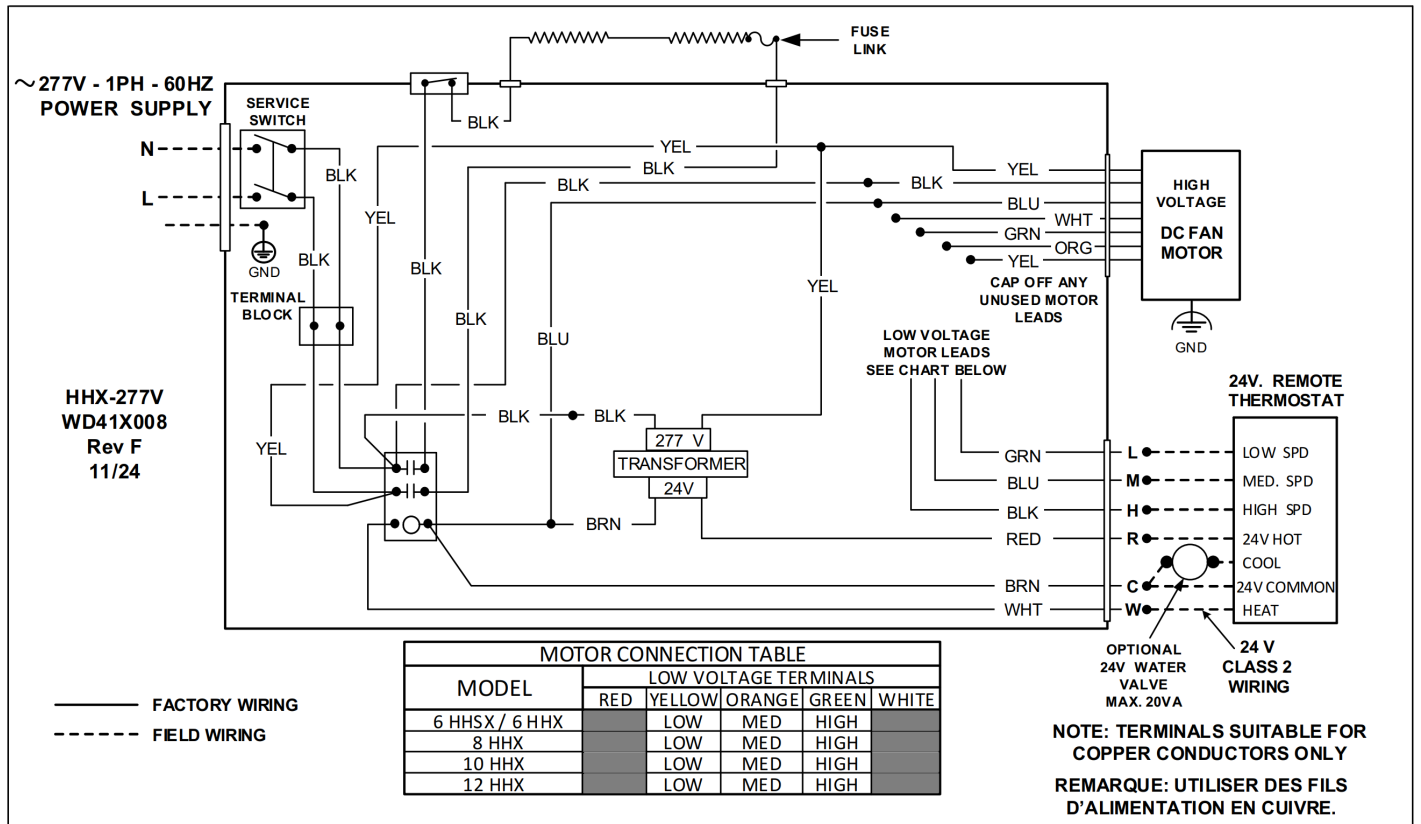 FUSE
LINK
~277V - 1PH - 60HZ
POWER SUPPLY
SERVICE
SWITCH
N
L
GND
BLK
BLK
BLK
YEL
BLK
BLK
YEL
BLK
BLK
YEL
BLU
WHT
GRN
ORG
YEL
HIGH
VOLTAGE
DC FAN
MOTOR
GND
CAP OFF ANY
UNUSED MOTOR
LEADS
BLK
BLK
BLU
YEL
TERMINAL
BLOCK
LOW VOLTAGE
MOTOR LEADS
SEE CHART BELOW
HHX-277V
WD41X008
Rev F
11/24
YEL
BLK
BLK
277 V
TRANSFORMER
24V
BRN
24V. REMOTE
THERMOSTAT
GRN L LOW SPD
BLU M MED. SPD
BLK H HIGH SPD
RED R 24V HOT
COOL
BRN C 24V COMMON
WHT W HEAT
OPTIONAL
24V WATER
VALVE
MAX. 20VA
24 V
CLASS 2
WIRING
MOTOR CONNECTION TABLE
MODEL
LOW VOLTAGE TERMINALS
RED YELLOW ORANGE GREEN WHITE
6 HHSX / 6 HHX LOW MED HIGH
8 HHX LOW MED HIGH
10 HHX LOW MED HIGH
12 HHX LOW MED HIGH
FACTORY WIRING
FIELD WIRING
NOTE: TERMINALS SUITABLE FOR
COPPER CONDUCTORS ONLY
REMARQUE: UTILISER DES FILS
D'ALIMENTATION EN CUIVRE.